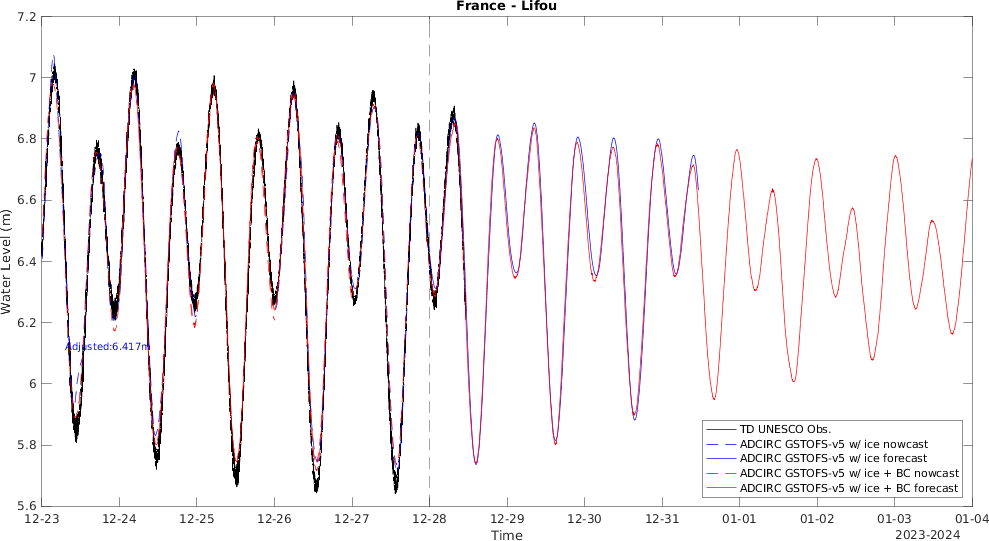 France - Lifou
7.2
7
6.8
6.6
6.4
6.2
6
5.8
5.6
Water Level (m)
Adjusted:6.417m
TD UNESCO Obs.
ADCIRC GSTOFS-v5 w/ ice nowcast
ADCIRC GSTOFS-v5 w/ ice forecast
ADCIRC GSTOFS-v5 w/ ice + BC nowcast
ADCIRC GSTOFS-v5 w/ ice + BC forecast
12-23 12-24 12-25 12-26 12-27 12-28 12-29 12-30 12-31 01-01 01-02 01-03 01-04
Time
2023-2024